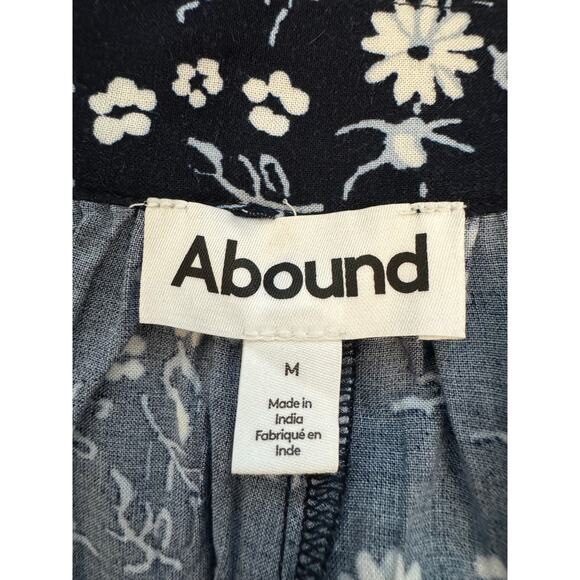 Abound
M
Made in
India
Fabriqué en
Inde